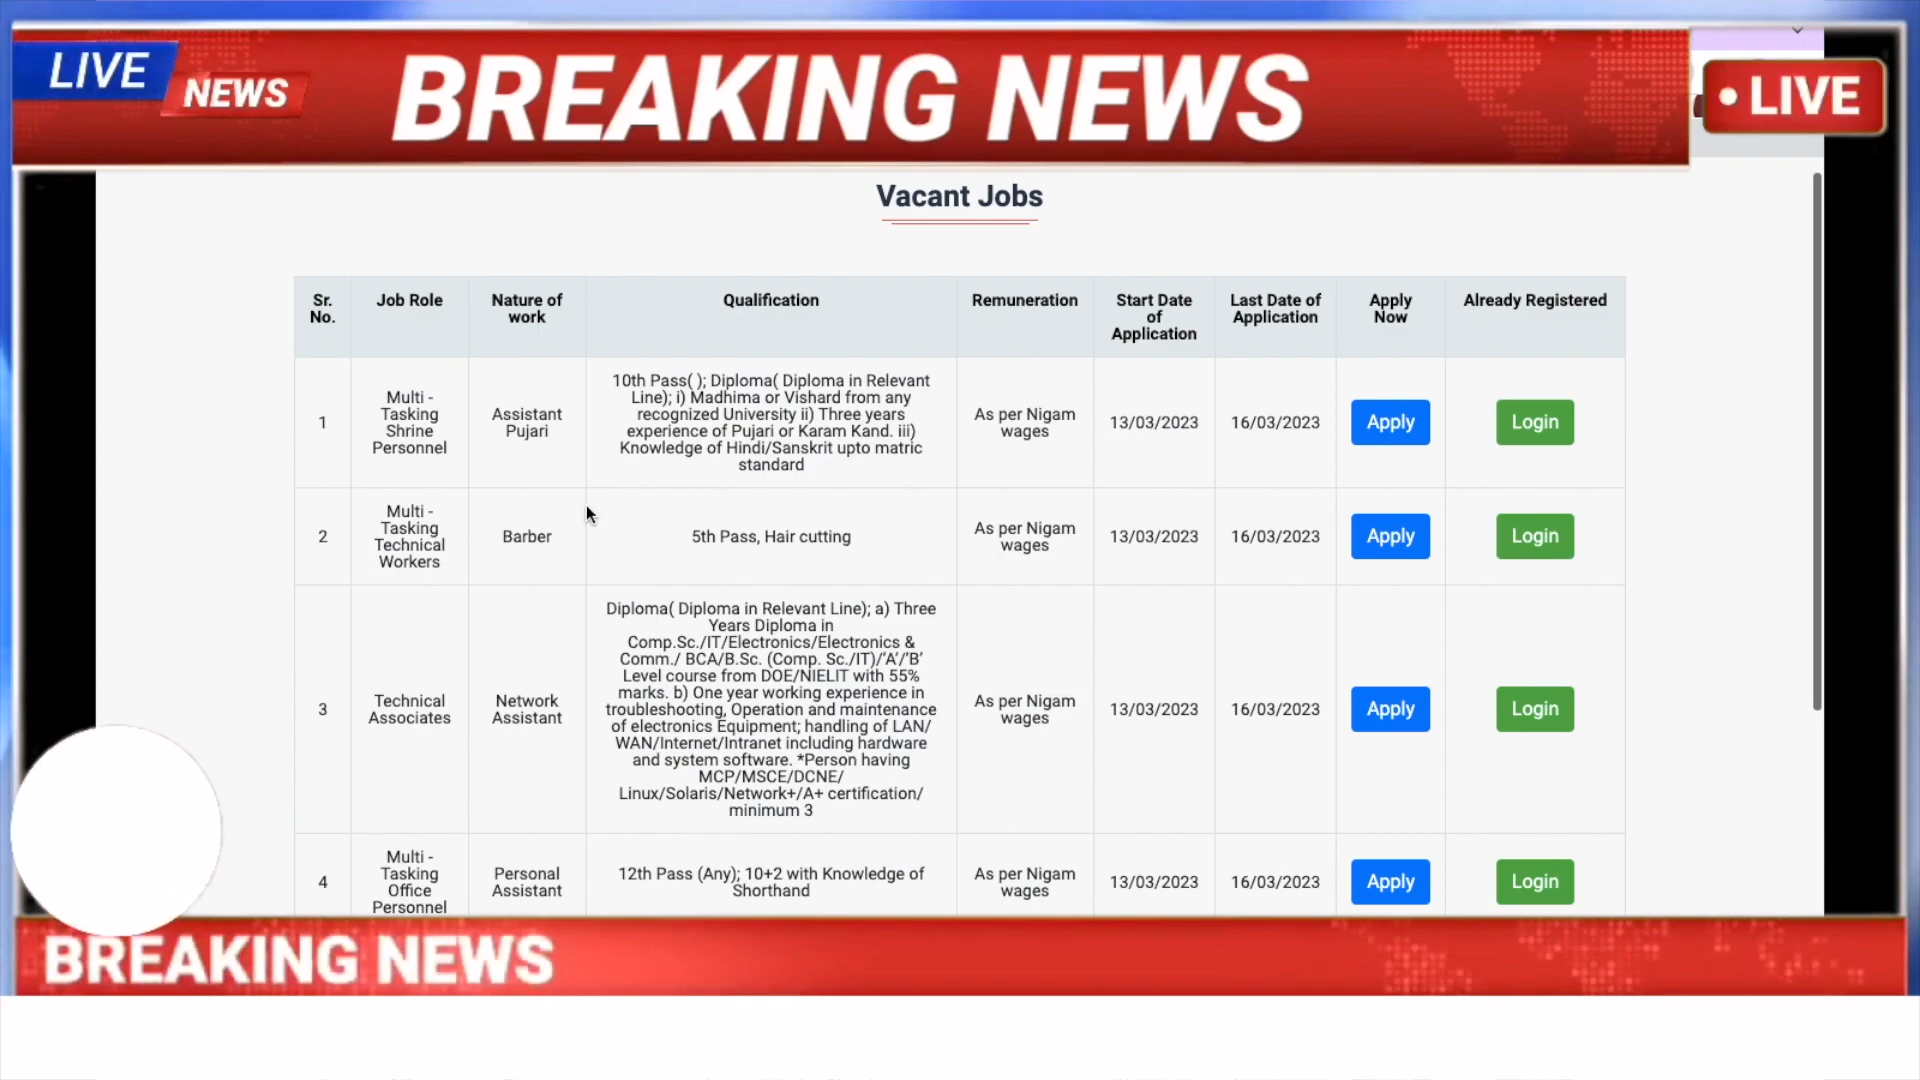 LIVE
NEWS
BREAKING NEWS
LIVE
Vacant Jobs
Sr.
No.
Job Role
Nature of
work
Qualification
Remuneration
Start Date
of
Application
Last Date of
Application
Apply
Now
Already Registered
1
Multi -
Tasking
Shrine
Personnel
Assistant
Pujari
10th Pass( ); Diploma( Diploma in Relevant
Line); i) Madhima or Vishard from any
recognized University ii) Three years
experience of Pujari or Karam Kand. iii)
Knowledge of Hindi/Sanskrit upto matric
standard
As per Nigam
wages
13/03/2023
16/03/2023
Apply
Login
2
Multi -
Tasking
Technical
Workers
Barber
5th Pass, Hair cutting
As per Nigam
wages
13/03/2023
16/03/2023
Apply
Login
3
Technical
Associates
Network
Assistant
Diploma( Diploma in Relevant Line); a) Three
Years Diploma in
Comp.Sc./IT/Electronics/Electronics &
Comm./ BCA/B.Sc. (Comp. Sc./IT)/'A'/'B'
Level course from DOE/NIELIT with 55%
marks. b) One year working experience in
troubleshooting, Operation and maintenance
of electronics Equipment; handling of LAN/
WAN/Internet/Intranet including hardware
and system software. *Person having
MCP/MSCE/DCNE/
Linux/Solaris/Network+/A+ certification/
minimum 3
As per Nigam
wages
13/03/2023
16/03/2023
Apply
Login
4
Multi -
Tasking
Office
Personnel
Personal
Assistant
12th Pass (Any); 10+2 with Knowledge of
Shorthand
As per Nigam
wages
13/03/2023
16/03/2023
Apply
Login
BREAKING NEWS